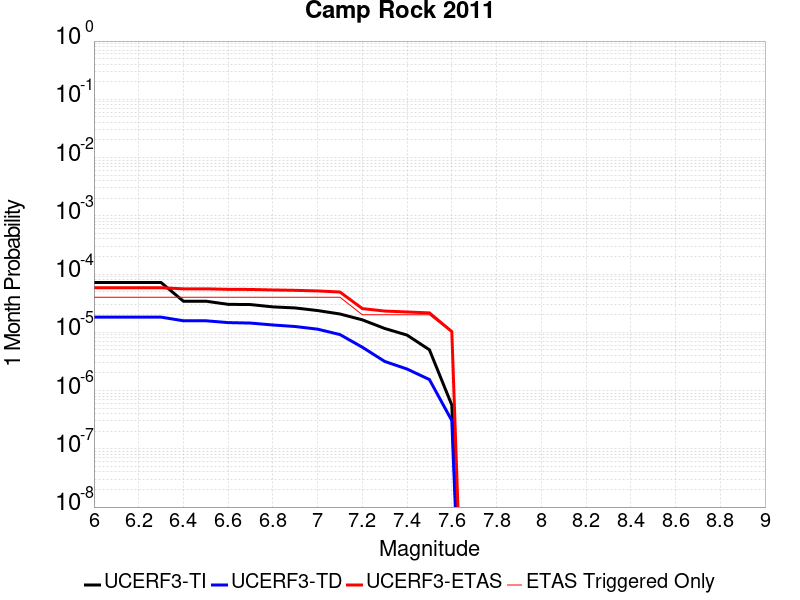 Camp Rock 2011
1 Month Probability
10^0
10^-1
10^-2
10^-3
10^-4
10^-5
10^-6
10^-7
10^-8
6 6.2 6.4 6.6 6.8 7 7.2 7.4 7.6 7.8 8 8.2 8.4 8.6 8.8 9
Magnitude
UCERF3-TI UCERF3-TD UCERF3-ETAS ETAS Triggered Only